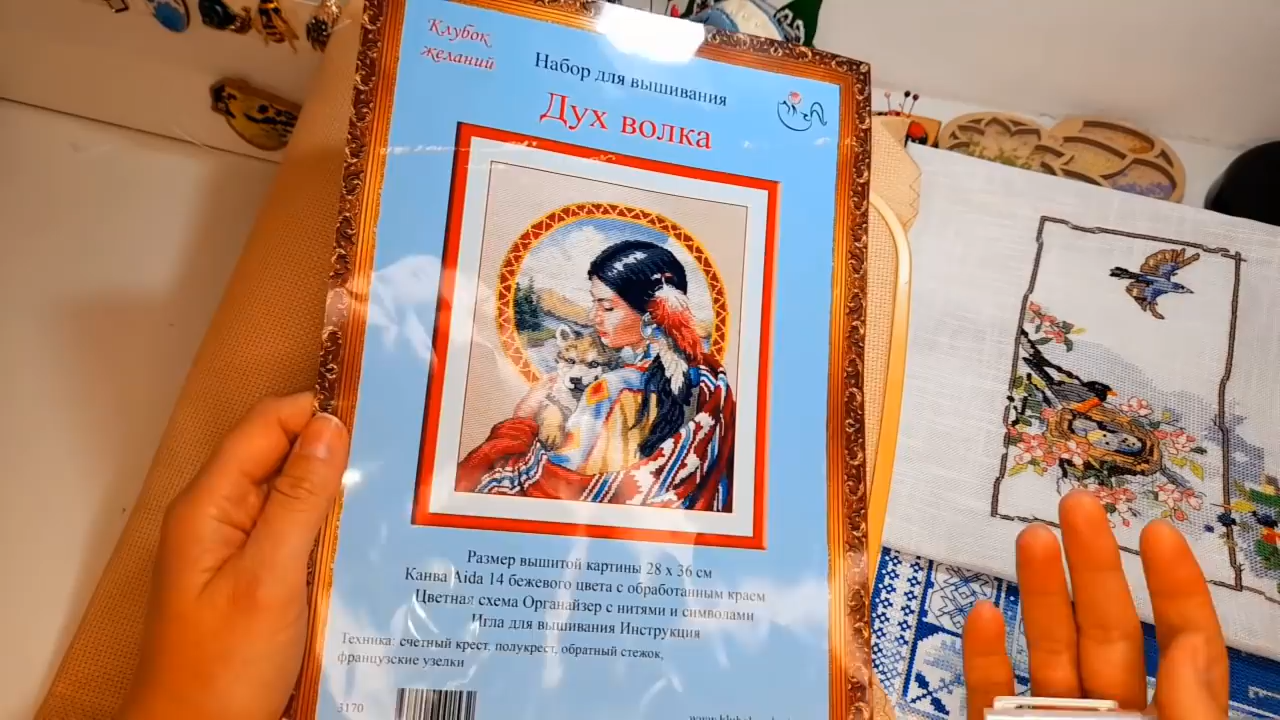 Клубок
желаний
Набор для вышивания
Дух волка
Размер вышитой картины 28 х 36 см
Канва Aida 14 бежевого цвета с обработанным краем
Цветная схема Органайзер с нитями и символами
Игла для вышивания Инструкция
Техника: счетный крест, полукрест, обратный стежок,
французские узелки
3170